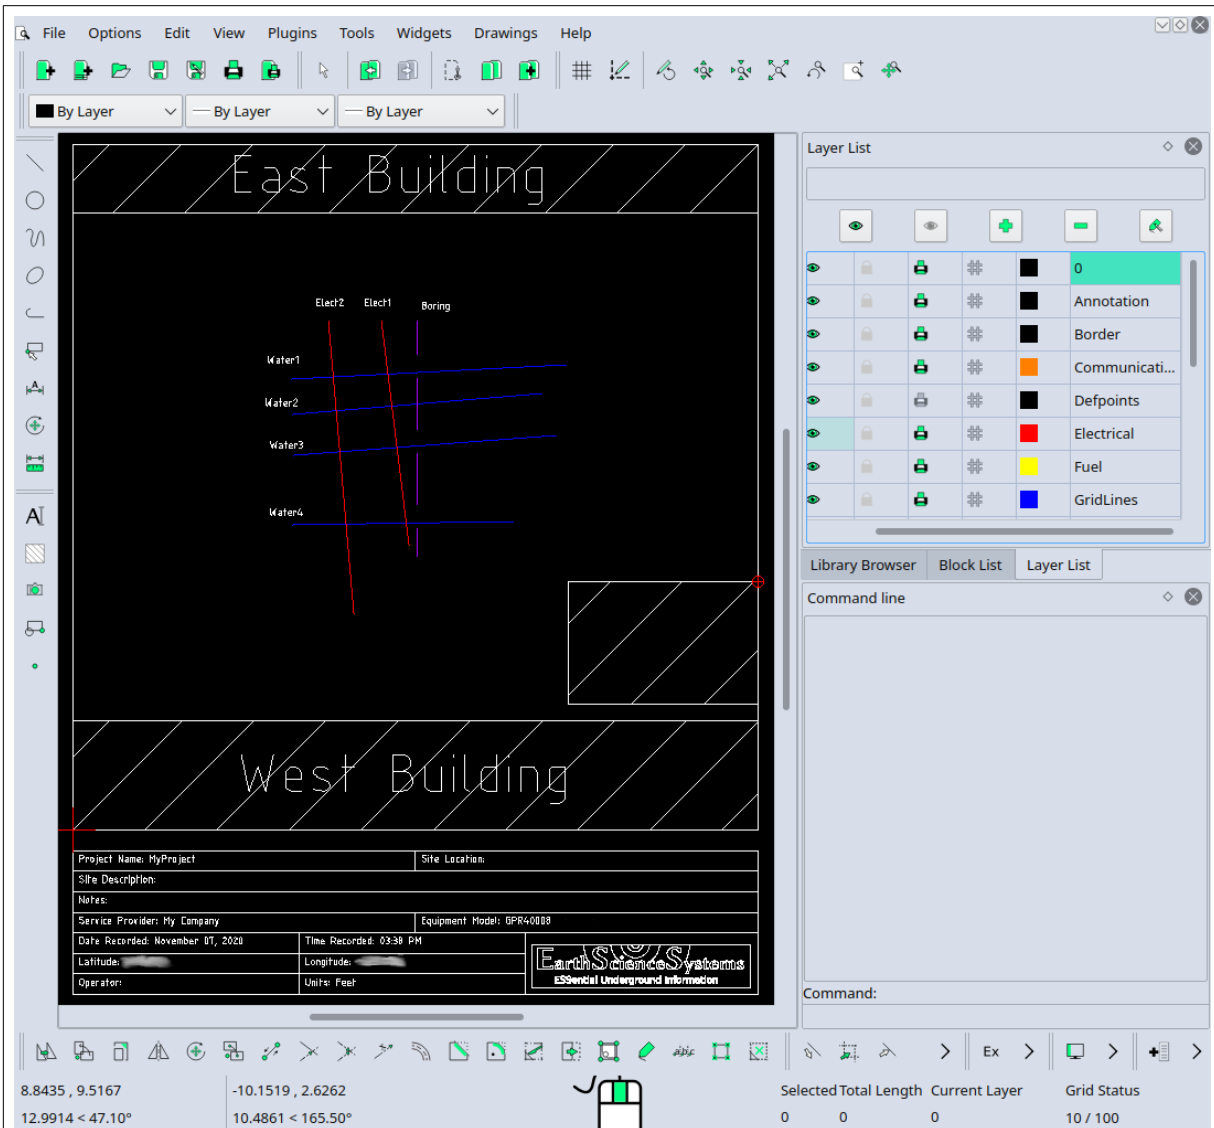 File Options Edit View Plugins Tools Widgets Drawings Help
By Layer By Layer By Layer
East Building
Elect2 Elect1 Boring
Water1
Water2
Water3
Water4
West Building
Project Name: MyProject Site Location:
Site Description:
Notes:
Service Provider: My Company Equipment Model: GPR40008
Date Recorded: November 07, 2020 Time Recorded: 03:38 PM
Latitude: Longitude:
Operator: Units: Feet
EarthScienceSystems
ESSential Underground Information
Layer List
0
Annotation
Border
Communicati...
Defpoints
Electrical
Fuel
GridLines
Library Browser Block List Layer List
Command line
Command:
abc
Ex
8.8435 , 9.5167 -10.1519 , 2.6262 Selected Total Length Current Layer Grid Status
12.9914 < 47.10° 10.4861 < 165.50° 0 0 0 10 / 100